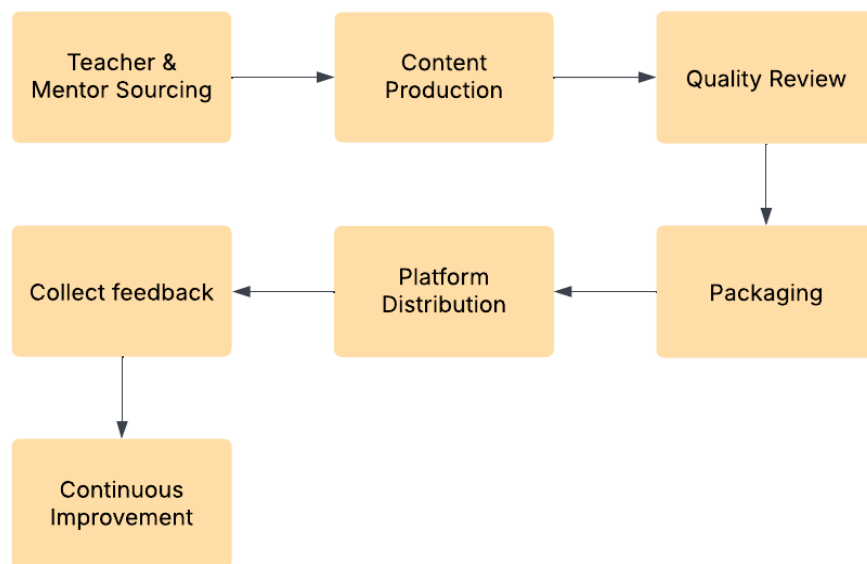 Teacher &
Mentor Sourcing
Content
Production
Quality Review
Packaging
Platform
Distribution
Collect feedback
Continuous
Improvement